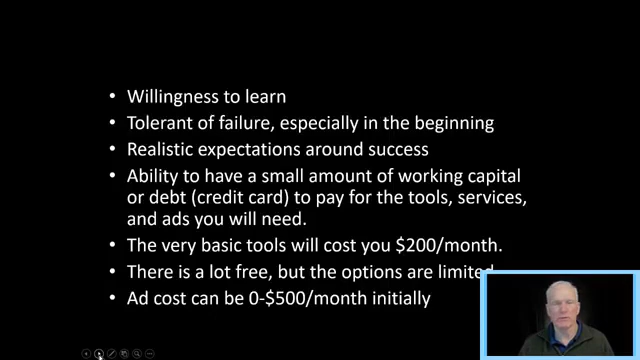 • Willingness to learn
• Tolerant of failure, especially in the beginning
• Realistic expectations around success
• Ability to have a small amount of working capital
or debt (credit card) to pay for the tools, services,
and ads you will need.
• The very basic tools will cost you $200/month.
• There is a lot free, but the options are limited
• Ad cost can be 0-$500/month initially